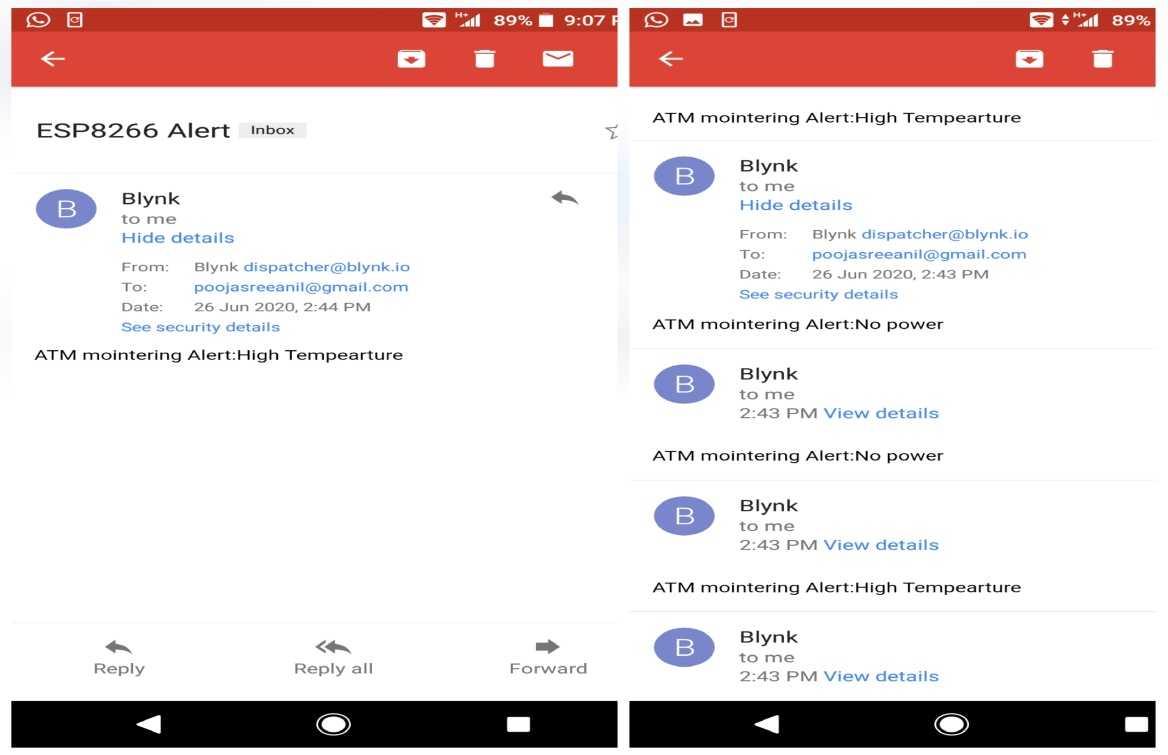 89% 9:07
ESP8266 Alert Inbox
B
Blynk
to me
Hide details
From: Blynk dispatcher@blynk.io
To: poojasreeanil@gmail.com
Date: 26 Jun 2020, 2:44 PM
See security details
ATM mointering Alert:High Tempearture
Reply Reply all Forward
H+ 89%
ATM mointering Alert:High Tempearture
B
Blynk
to me
Hide details
From: Blynk dispatcher@blynk.io
To: poojasreeanil@gmail.com
Date: 26 Jun 2020, 2:43 PM
See security details
ATM mointering Alert:No power
B
Blynk
to me
2:43 PM View details
ATM mointering Alert:No power
B
Blynk
to me
2:43 PM View details
ATM mointering Alert:High Tempearture
B
Blynk
to me
2:43 PM View details